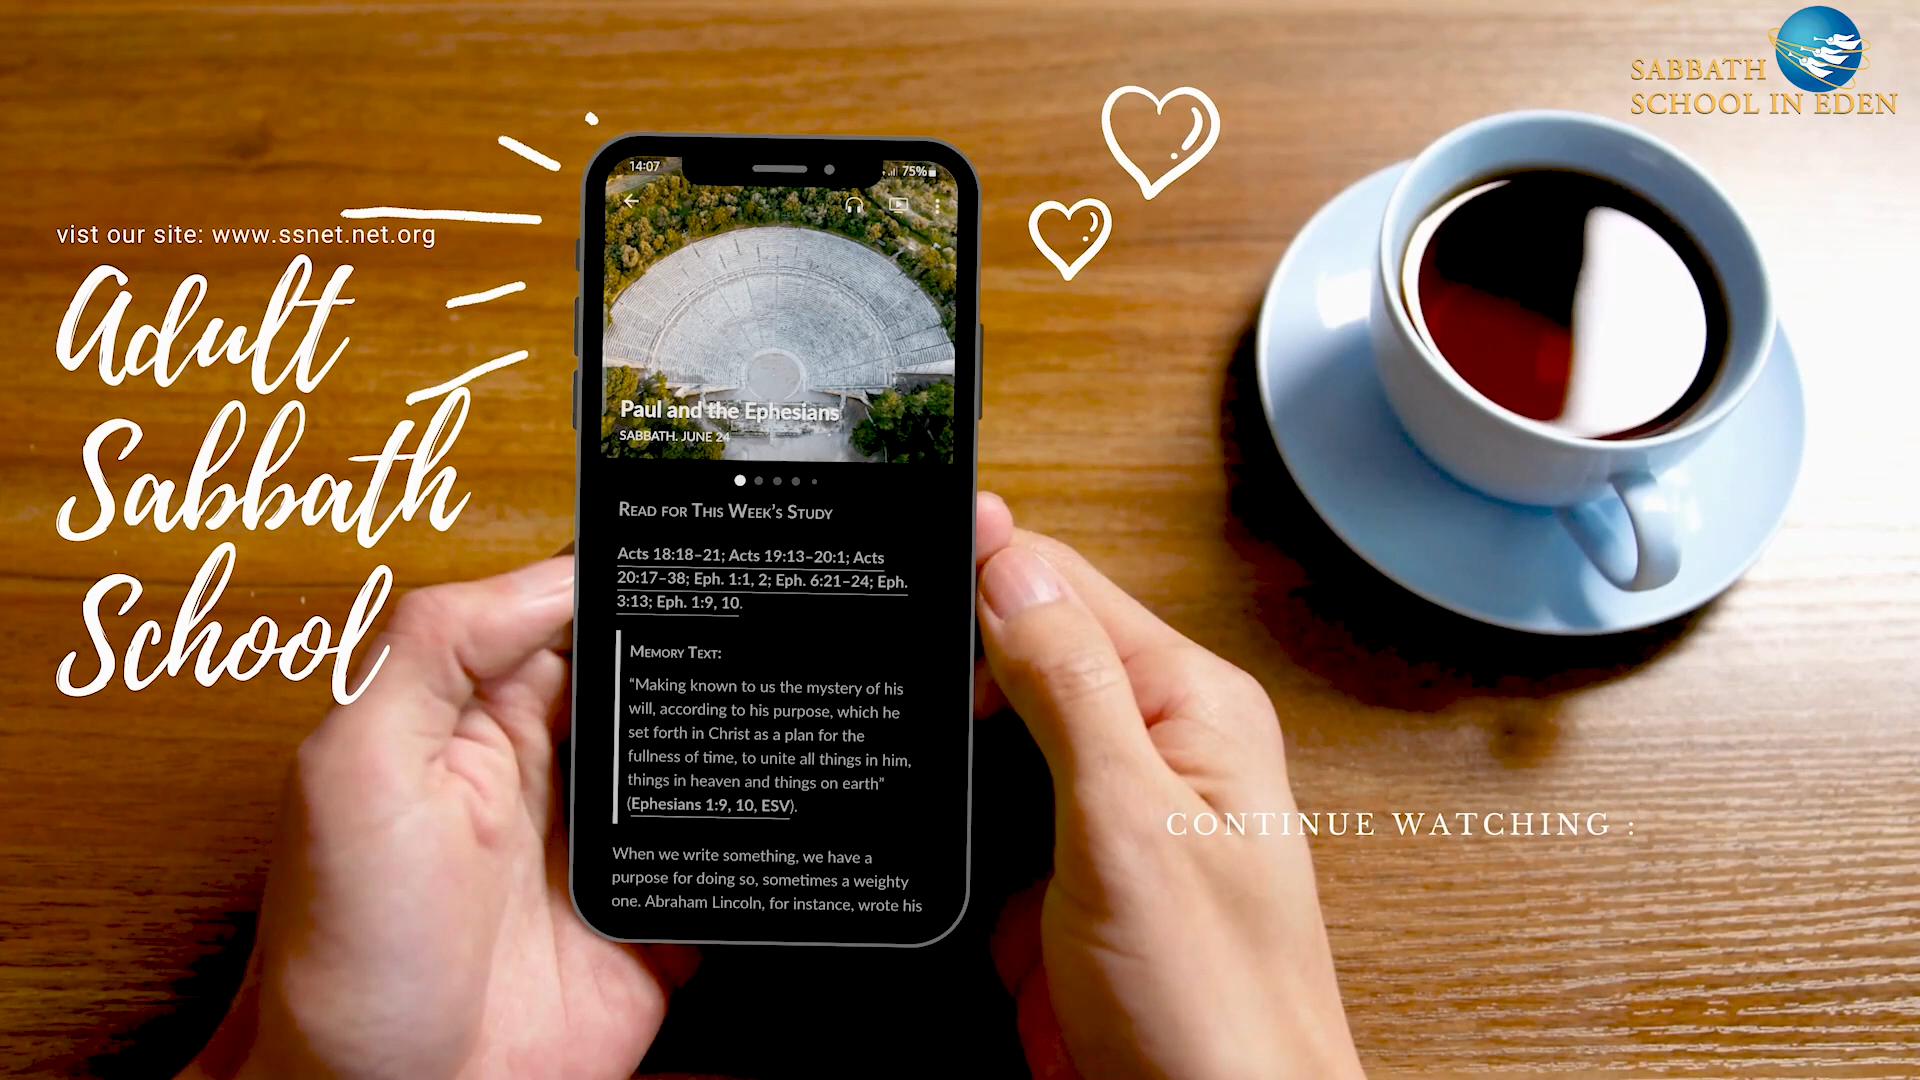 SABBATH
SCHOOL IN EDEN
vist our site: www.ssnet.net.org
Adult
Sabbath
School
14:07
75%
Paul and the Ephesians
SABBATH. JUNE 24
READ FOR THIS WEEK'S STUDY
Acts 18:18–21; Acts 19:13–20:1; Acts
20:17–38; Eph. 1:1, 2; Eph. 6:21–24; Eph.
3:13; Eph. 1:9, 10.
MEMORY TEXT:
“Making known to us the mystery of his
will, according to his purpose, which he
set forth in Christ as a plan for the
fullness of time, to unite all things in him,
things in heaven and things on earth”
(Ephesians 1:9, 10, ESV).
When we write something, we have a
purpose for doing so, sometimes a weighty
one. Abraham Lincoln, for instance, wrote his
CONTINUE WATCHING :